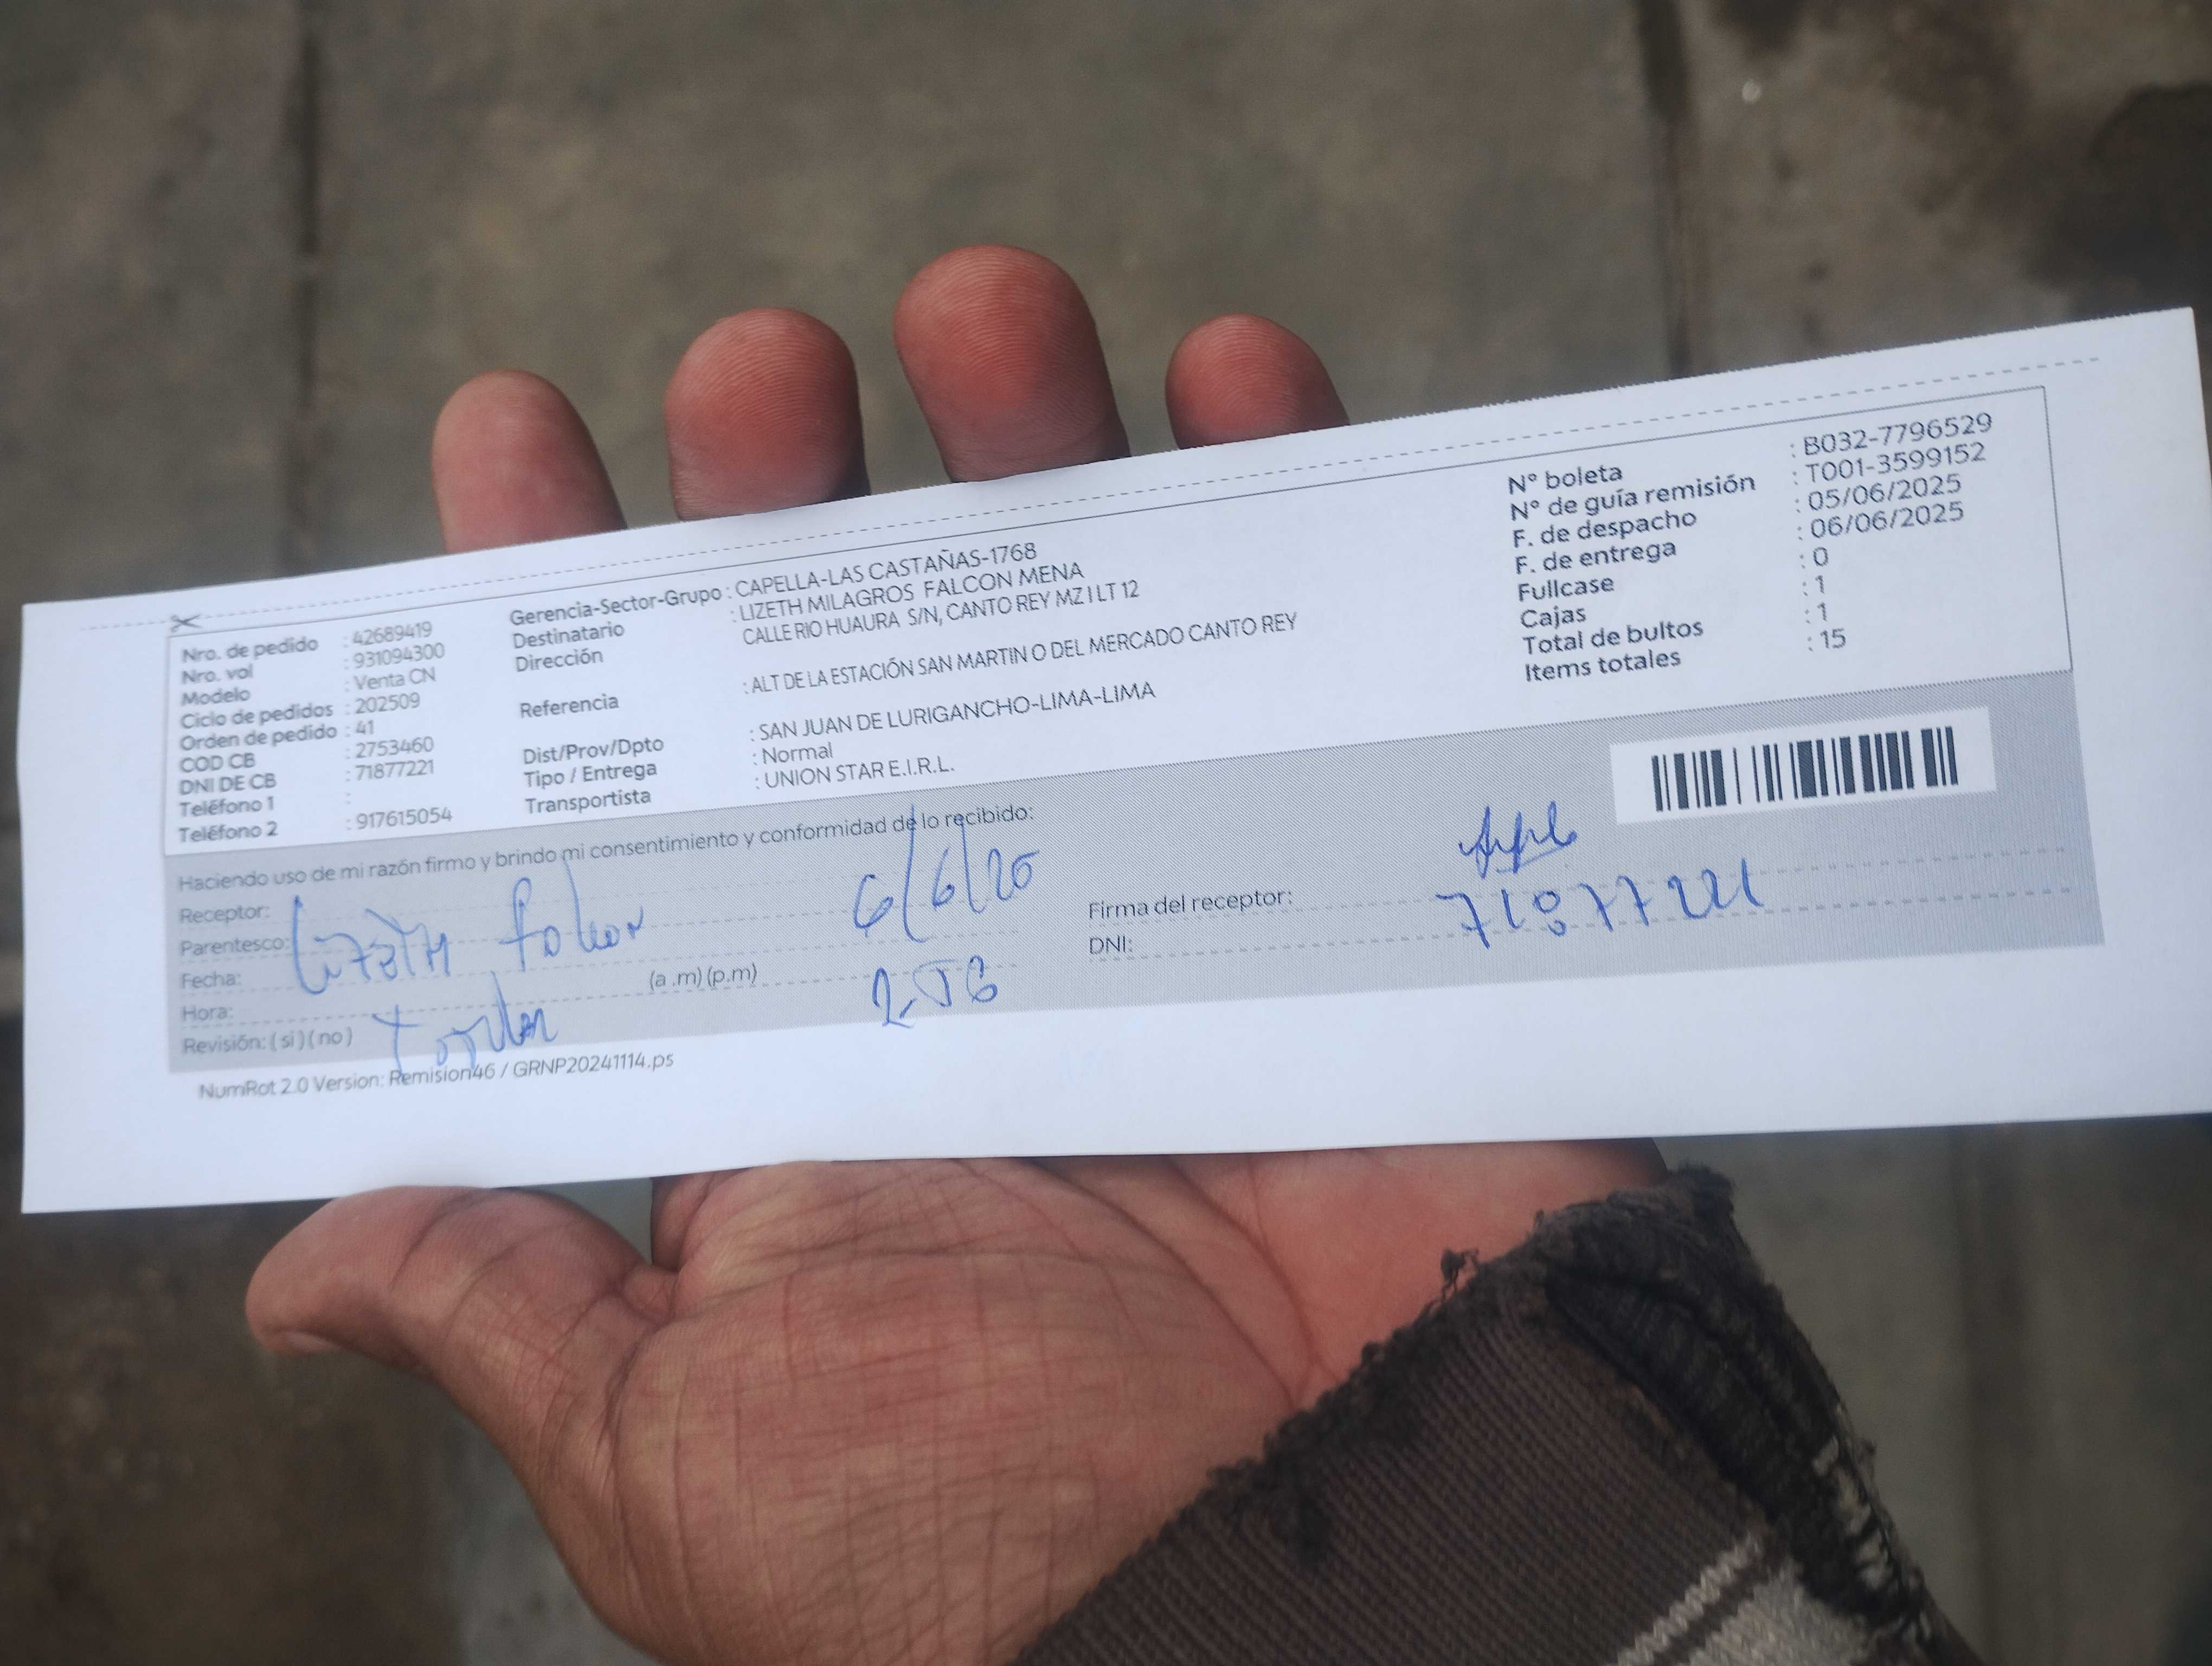 Nro. de pedido : 42689419
Nro. vol : 931094300
Modelo : Venta CN
Ciclo de pedidos : 202509
Orden de pedido : 41
COD CB : 2753460
DNI DE CB : 71877221
Teléfono 1 :
Teléfono 2 : 917615054
Gerencia-Sector-Grupo : CAPELLA-LAS CASTAÑAS-1768
Destinatario : LIZETH MILAGROS FALCON MENA
Dirección CALLE RIO HUAURA S/N, CANTO REY MZ I LT 12
Referencia : ALT DE LA ESTACIÓN SAN MARTIN O DEL MERCADO CANTO REY
Dist/Prov/Dpto : SAN JUAN DE LURIGANCHO-LIMA-LIMA
Tipo / Entrega : Normal
Transportista : UNION STAR E.I.R.L.
N° boleta : B032-7796529
N° de guía remisión : T001-3599152
F. de despacho : 05/06/2025
F. de entrega : 06/06/2025
Fullcase : 0
Cajas : 1
Total de bultos : 1
Items totales : 15
Haciendo uso de mi razón firmo y brindo mi consentimiento y conformidad de lo recibido:
Receptor:
Parentesco: Lizeth Falcon
Fecha: 6/6/25
Hora: (a.m) (p.m)
Revisión: ( si ) ( no )
Firma del receptor:
DNI: 71877221
NumRot 2.0 Version: Remision46 / GRNP20241114.ps